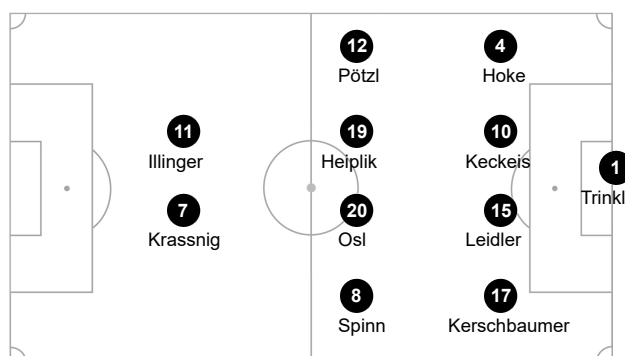 12
Pötzl
4
Hoke
11
Illinger
19
Heiplik
10
Keckeis
1
Trinkl
7
Krassnig
20
Osl
15
Leidler
8
Spinn
17
Kerschbaumer